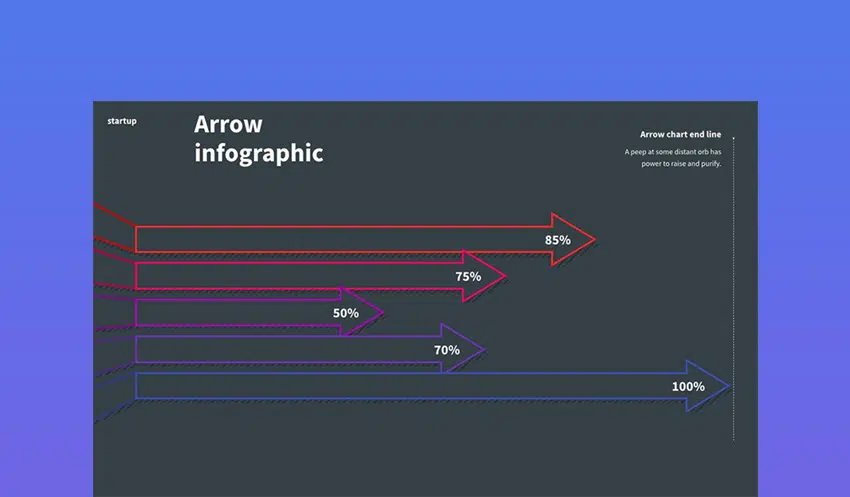 startup
Arrow
infographic
Arrow chart end line
A peep at some distant orb has
power to raise and purify.
85%
75%
50%
70%
100%